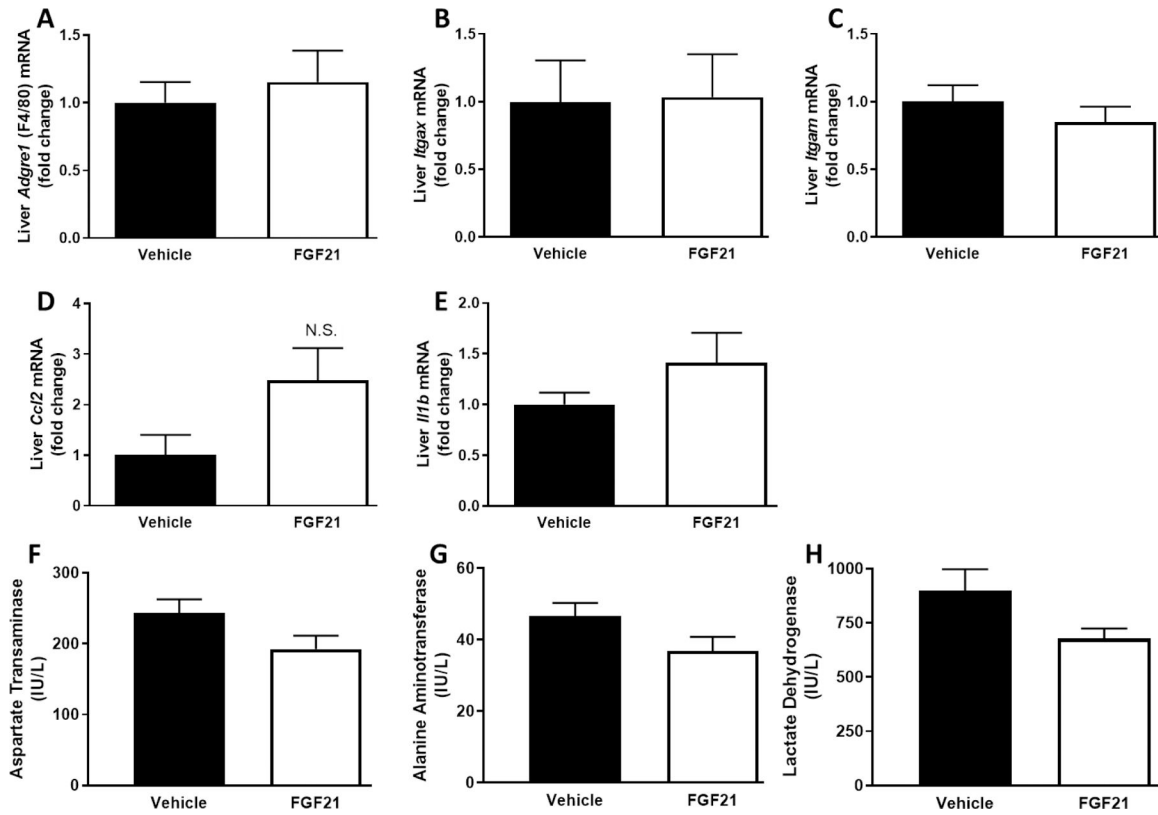 A
Liver Adgre1 (F4/80) mRNA
(fold change)
1.5
1.0
0.5
0.0
Vehicle
FGF21
B
Liver Itgax mRNA
(fold change)
1.5
1.0
0.5
0.0
Vehicle
FGF21
C
Liver Itgam mRNA
(fold change)
1.5
1.0
0.5
0.0
Vehicle
FGF21
D
Liver Ccl2 mRNA
(fold change)
4
3
2
1
0
N.S.
Vehicle
FGF21
E
Liver Il1b mRNA
(fold change)
2.0
1.5
1.0
0.5
0.0
Vehicle
FGF21
F
Aspartate Transaminase
(IU/L)
300
200
100
0
Vehicle
FGF21
G
Alanine Aminotransferase
(IU/L)
60
40
20
0
Vehicle
FGF21
H
Lactate Dehydrogenase
(IU/L)
1000
750
500
250
0
Vehicle
FGF21